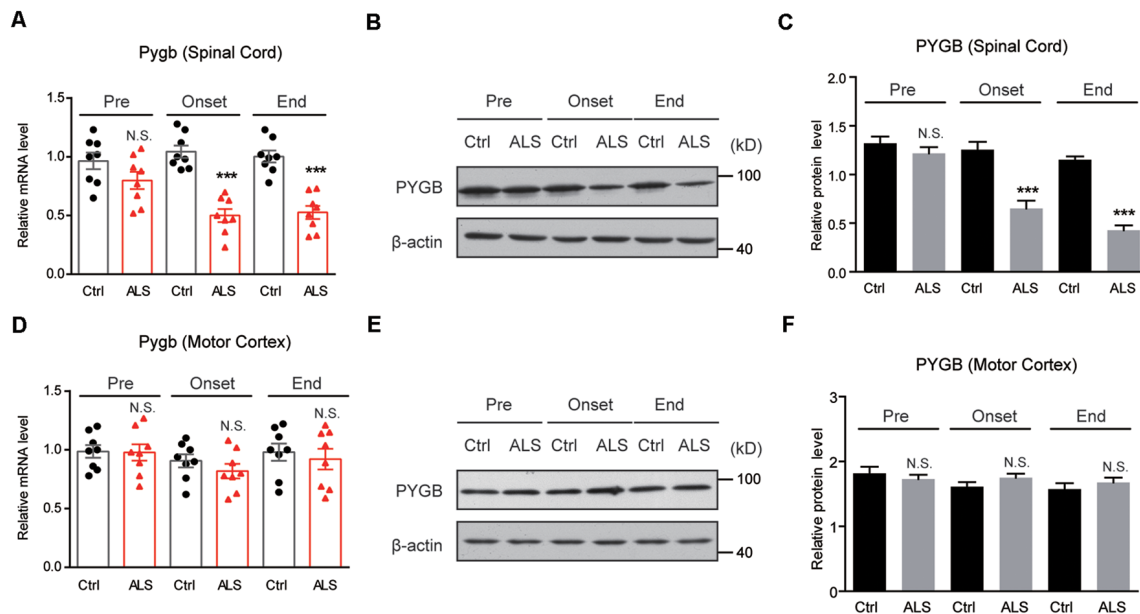 A
Pygb (Spinal Cord)
Pre Onset End
Relative mRNA level
1.5
1.0
0.5
0.0
N.S.
***
***
Ctrl ALS Ctrl ALS Ctrl ALS
B
Pre Onset End
Ctrl ALS Ctrl ALS Ctrl ALS (kD)
PYGB
100
β-actin
40
C
PYGB (Spinal Cord)
Pre Onset End
Relative protein level
2.0
1.5
1.0
0.5
0.0
N.S.
***
***
Ctrl ALS Ctrl ALS Ctrl ALS
D
Pygb (Motor Cortex)
Pre Onset End
Relative mRNA level
1.5
1.0
0.5
0.0
N.S.
N.S.
N.S.
Ctrl ALS Ctrl ALS Ctrl ALS
E
Pre Onset End
Ctrl ALS Ctrl ALS Ctrl ALS (kD)
PYGB
100
β-actin
40
F
PYGB (Motor Cortex)
Pre Onset End
Relative protein level
3
2
1
0
N.S.
N.S.
N.S.
Ctrl ALS Ctrl ALS Ctrl ALS